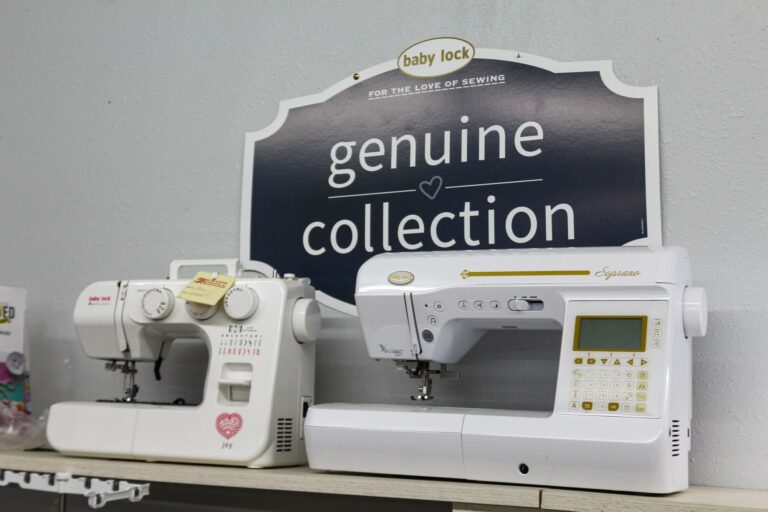 baby lock
FOR THE LOVE OF SEWING
genuine
collection
baby lock
joy
Soprano